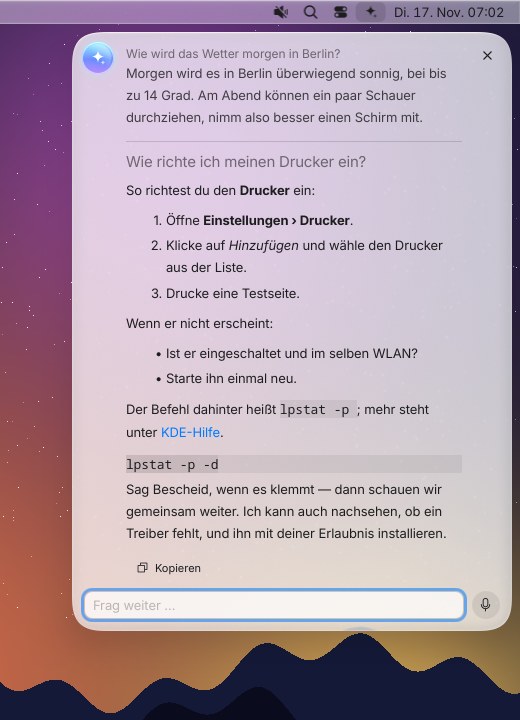 Di. 17. Nov. 07:02
Wie wird das Wetter morgen in Berlin?
Morgen wird es in Berlin überwiegend sonnig, bei bis
zu 14 Grad. Am Abend können ein paar Schauer
durchziehen, nimm also besser einen Schirm mit.
Wie richte ich meinen Drucker ein?
So richtest du den Drucker ein:
1. Öffne Einstellungen › Drucker.
2. Klicke auf Hinzufügen und wähle den Drucker
aus der Liste.
3. Drucke eine Testseite.
Wenn er nicht erscheint:
• Ist er eingeschaltet und im selben WLAN?
• Starte ihn einmal neu.
Der Befehl dahinter heißt lpstat -p ; mehr steht
unter KDE-Hilfe.
lpstat -p -d
Sag Bescheid, wenn es klemmt — dann schauen wir
gemeinsam weiter. Ich kann auch nachsehen, ob ein
Treiber fehlt, und ihn mit deiner Erlaubnis installieren.
Kopieren
Frag weiter ...